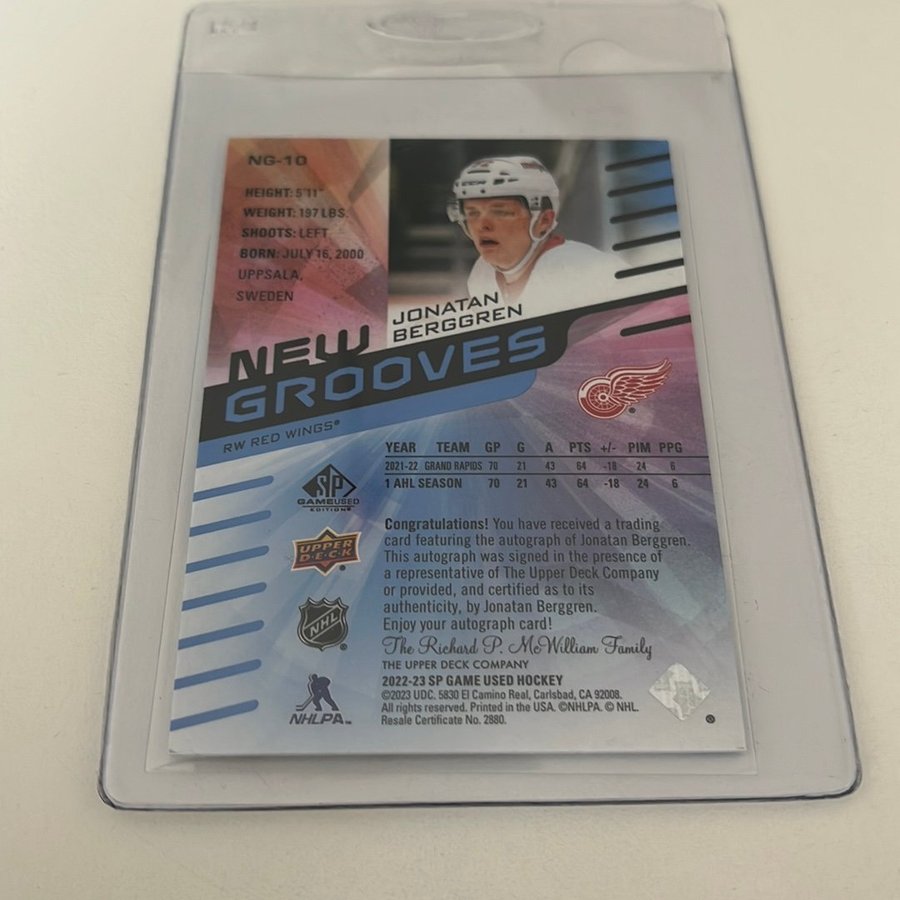 NG-10
HEIGHT: 5'11"
WEIGHT: 197 LBS.
SHOOTS: LEFT
BORN: JULY 16, 2000
UPPSALA,
SWEDEN
JONATAN
BERGGREN
NEW
GROOVES
RW RED WINGS®
YEAR TEAM GP G A PTS +/- PIM PPG
2021-22 GRAND RAPIDS 70 21 43 64 -18 24 6
1 AHL SEASON 70 21 43 64 -18 24 6
SP
GAMEUSED
EDITION®
UPPER
D·E·C·K
NHL
NHLPA™
Congratulations! You have received a trading
card featuring the autograph of Jonatan Berggren.
This autograph was signed in the presence of
a representative of The Upper Deck Company
or provided, and certified as to its
authenticity, by Jonatan Berggren.
Enjoy your autograph card!
The Richard P. McWilliam Family
THE UPPER DECK COMPANY
2022-23 SP GAME USED HOCKEY
©2023 UDC. 5830 El Camino Real, Carlsbad, CA 92008.
All rights reserved. Printed in the USA. ©NHLPA. © NHL.
Resale Certificate No. 2880.